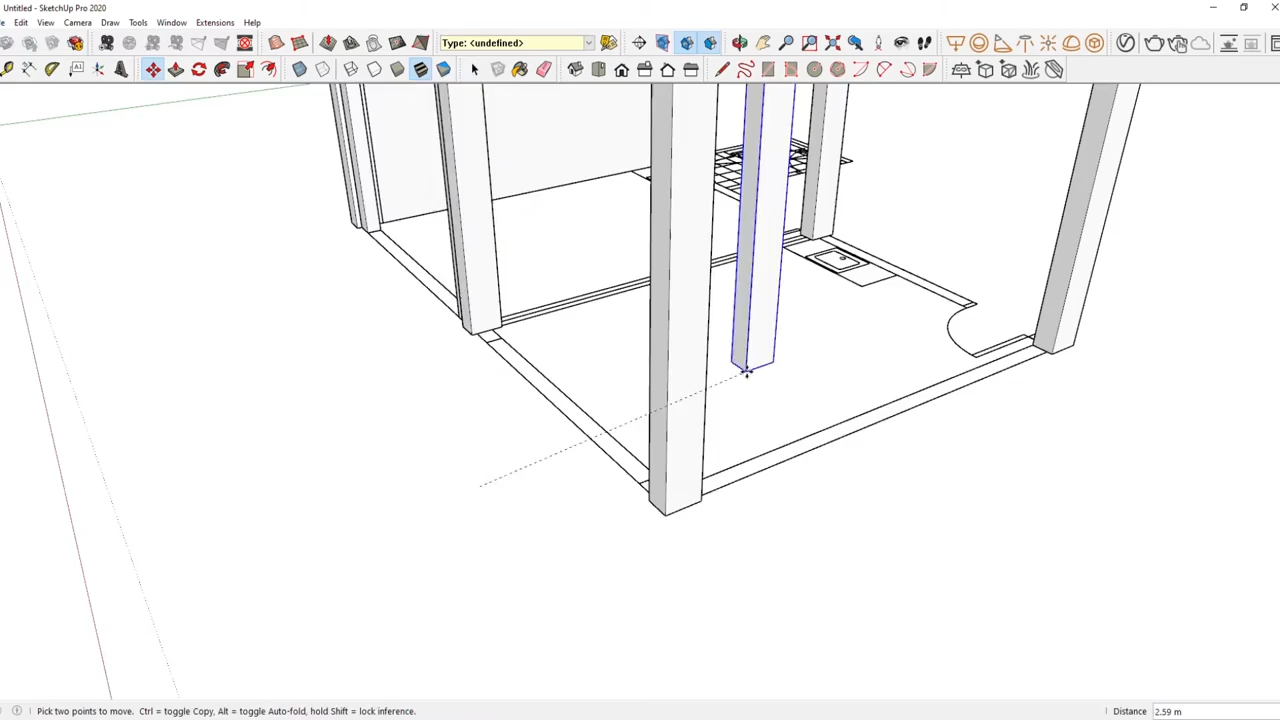 Untitled - SketchUp Pro 2020
Edit View Camera Draw Tools Window Extensions Help
Type: <undefined>
A1
Pick two points to move. Ctrl = toggle Copy, Alt = toggle Auto-fold, hold Shift = lock inference.
Distance 2.59 m